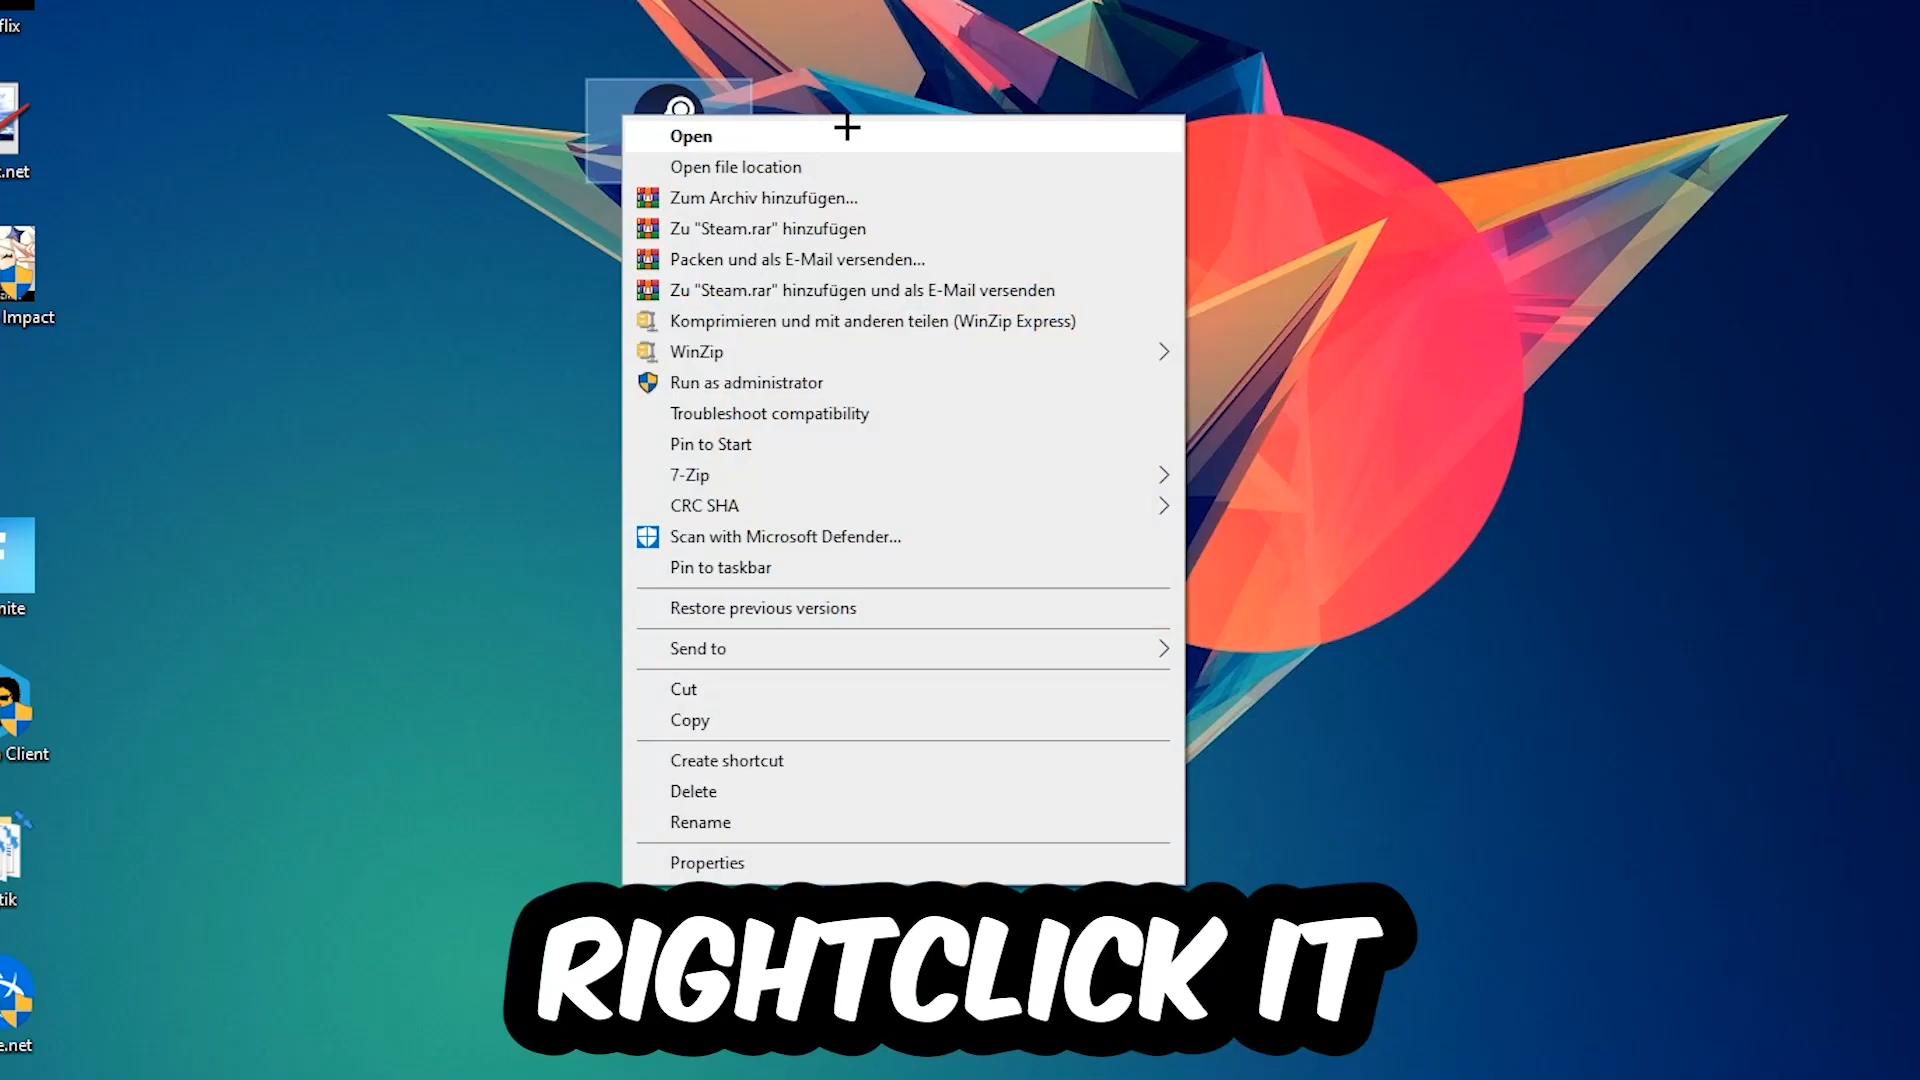 flix
.net
Impact
nite
Client
tik
e.net
Open
Open file location
Zum Archiv hinzufügen...
Zu "Steam.rar" hinzufügen
Packen und als E-Mail versenden...
Zu "Steam.rar" hinzufügen und als E-Mail versenden
Komprimieren und mit anderen teilen (WinZip Express)
WinZip
Run as administrator
Troubleshoot compatibility
Pin to Start
7-Zip
CRC SHA
Scan with Microsoft Defender...
Pin to taskbar
Restore previous versions
Send to
Cut
Copy
Create shortcut
Delete
Rename
Properties
RIGHTCLICK IT